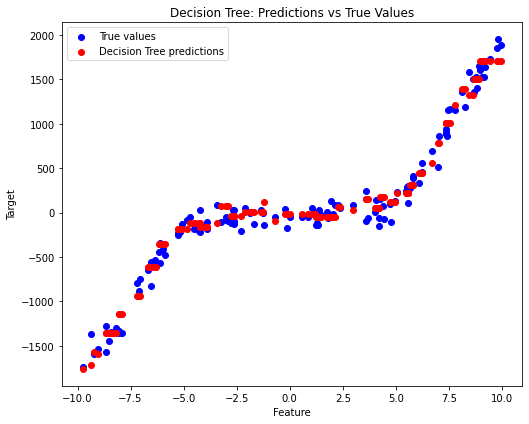 Decision Tree: Predictions vs True Values
True values
Decision Tree predictions
2000
1500
1000
500
0
−500
−1000
−1500
Target
−10.0 −7.5 −5.0 −2.5 0.0 2.5 5.0 7.5 10.0
Feature